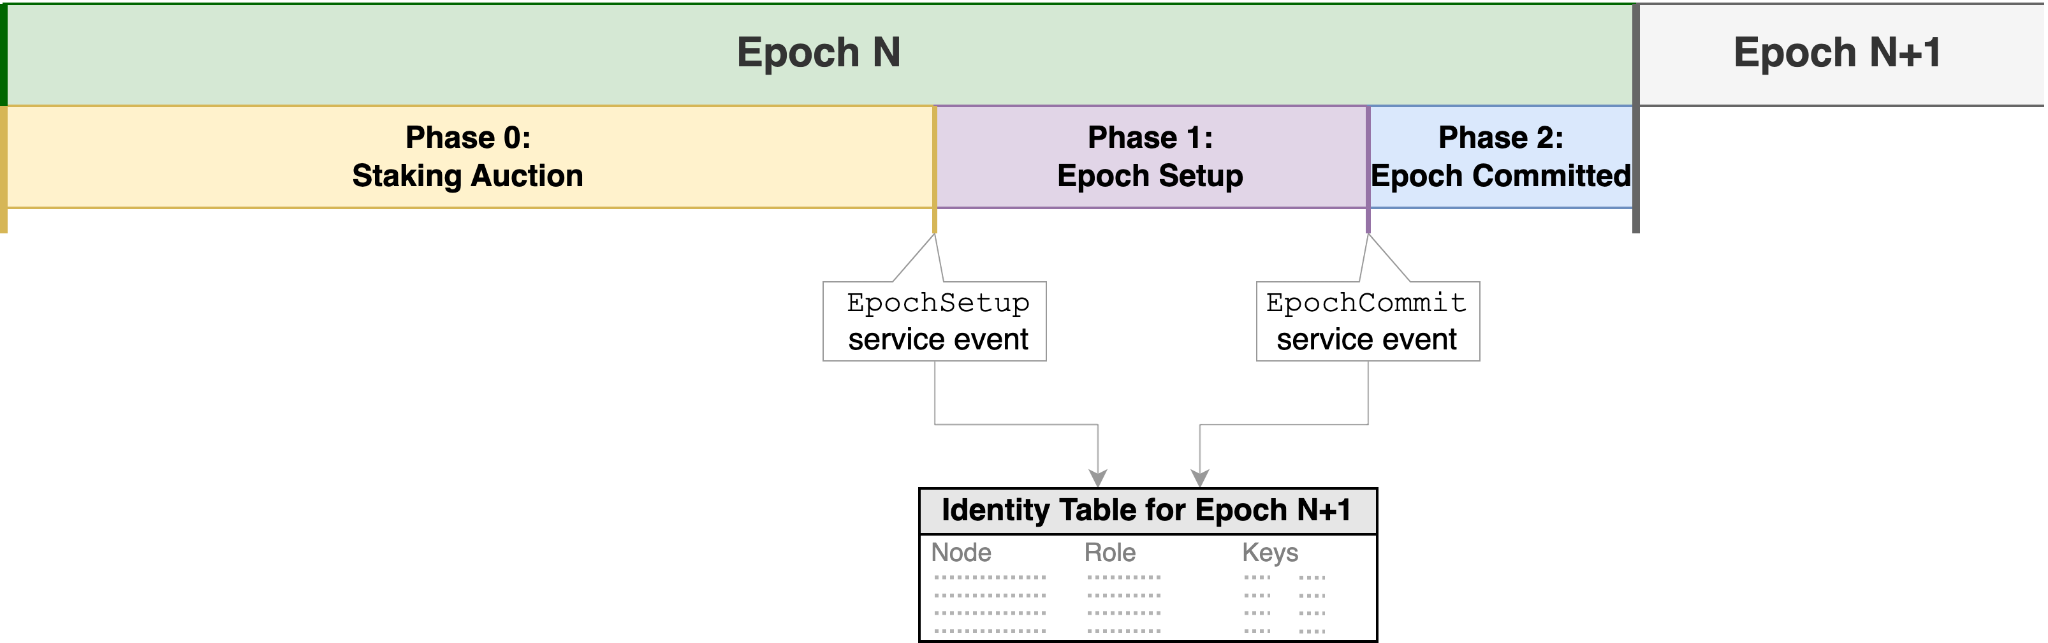 Epoch N
Epoch N+1
Phase 0:
Staking Auction
Phase 1:
Epoch Setup
Phase 2:
Epoch Committed
EpochSetup
service event
EpochCommit
service event
Identity Table for Epoch N+1
Node Role Keys